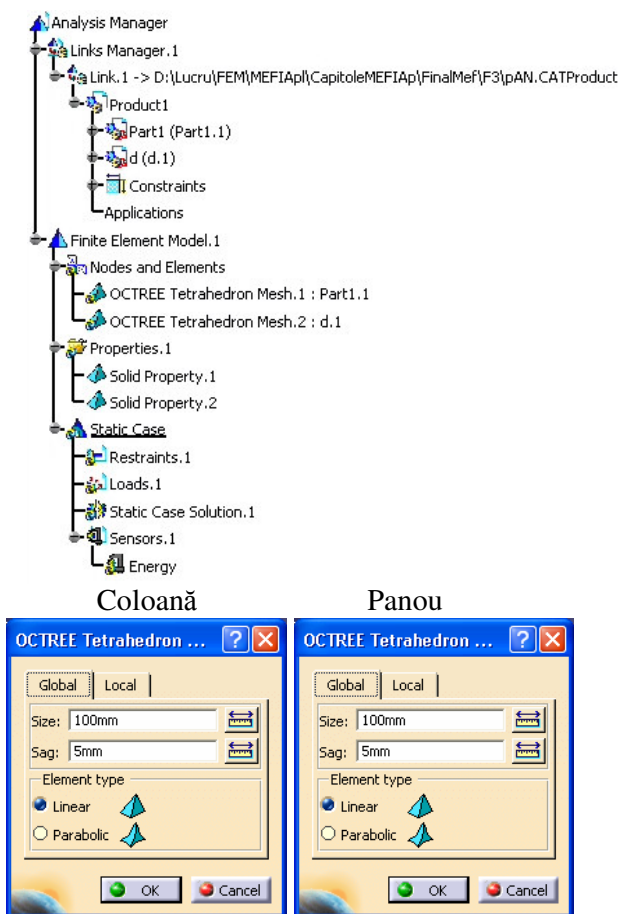 Analysis Manager
Links Manager.1
Link.1 -> D:\Lucru\FEM\MEFIApl\CapitoleMEFIAp\FinalMef\F3\pAN.CATProduct
Product1
Part1 (Part1.1)
d (d.1)
Constraints
Applications
Finite Element Model.1
Nodes and Elements
OCTREE Tetrahedron Mesh.1 : Part1.1
OCTREE Tetrahedron Mesh.2 : d.1
Properties.1
Solid Property.1
Solid Property.2
Static Case
Restraints.1
Loads.1
Static Case Solution.1
Sensors.1
Energy
Coloană Panou
OCTREE Tetrahedron ... ? OCTREE Tetrahedron ... ?
Global Local Global Local
Size: 100mm Size: 100mm
Sag: 5mm Sag: 5mm
Element type Element type
Linear Linear
Parabolic Parabolic
OK Cancel OK Cancel